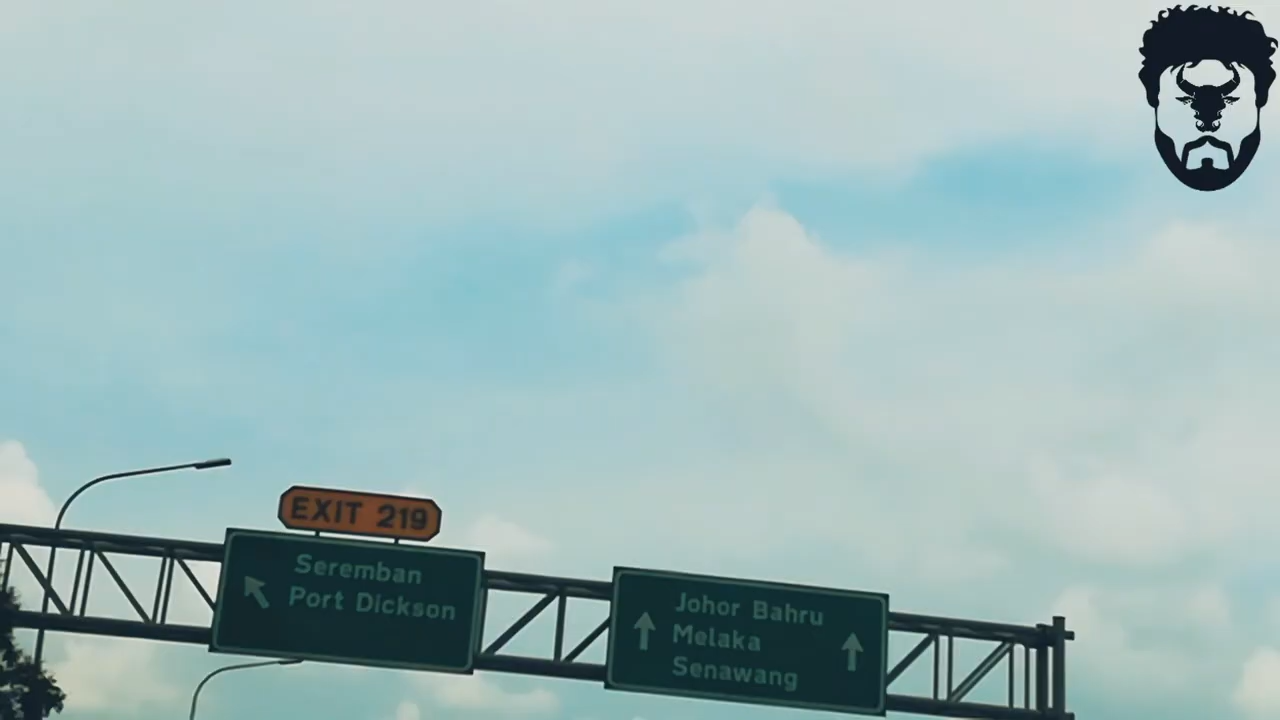 EXIT 219
Seremban
Port Dickson
Johor Bahru
Melaka
Senawang